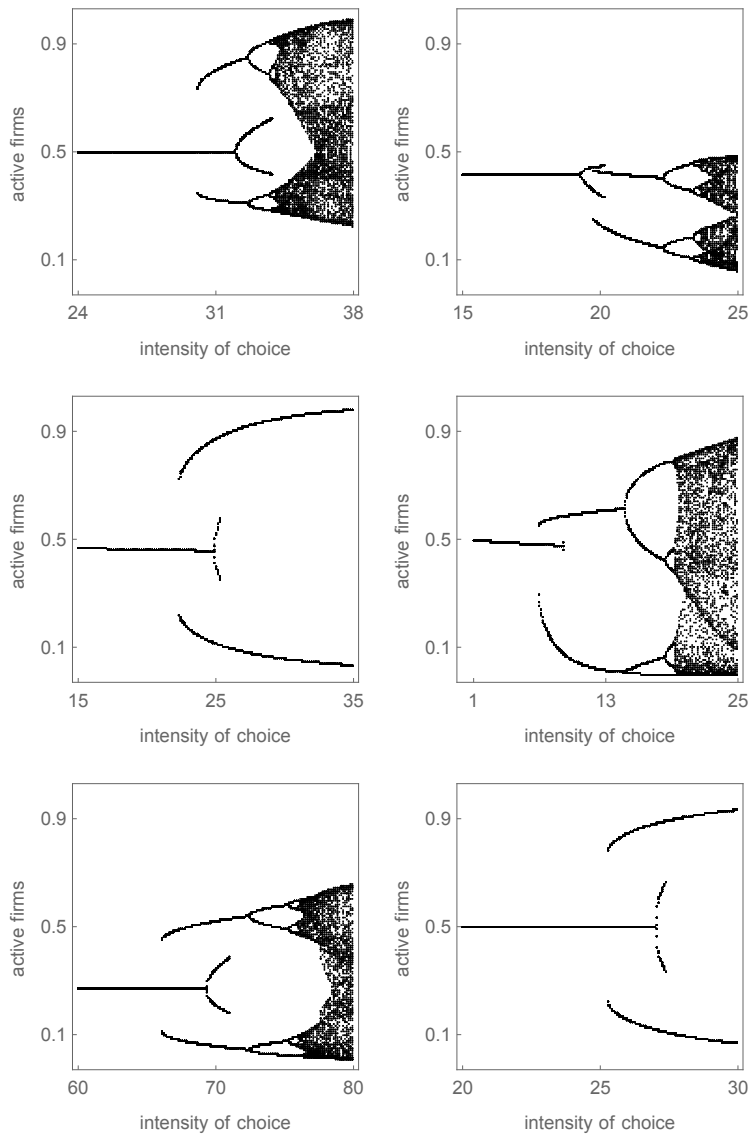 0.9
0.5
0.1
active firms
24 31 38
intensity of choice
0.9
0.5
0.1
active firms
15 20 25
intensity of choice
0.9
0.5
0.1
active firms
15 25 35
intensity of choice
0.9
0.5
0.1
active firms
1 13 25
intensity of choice
0.9
0.5
0.1
active firms
60 70 80
intensity of choice
0.9
0.5
0.1
active firms
20 25 30
intensity of choice